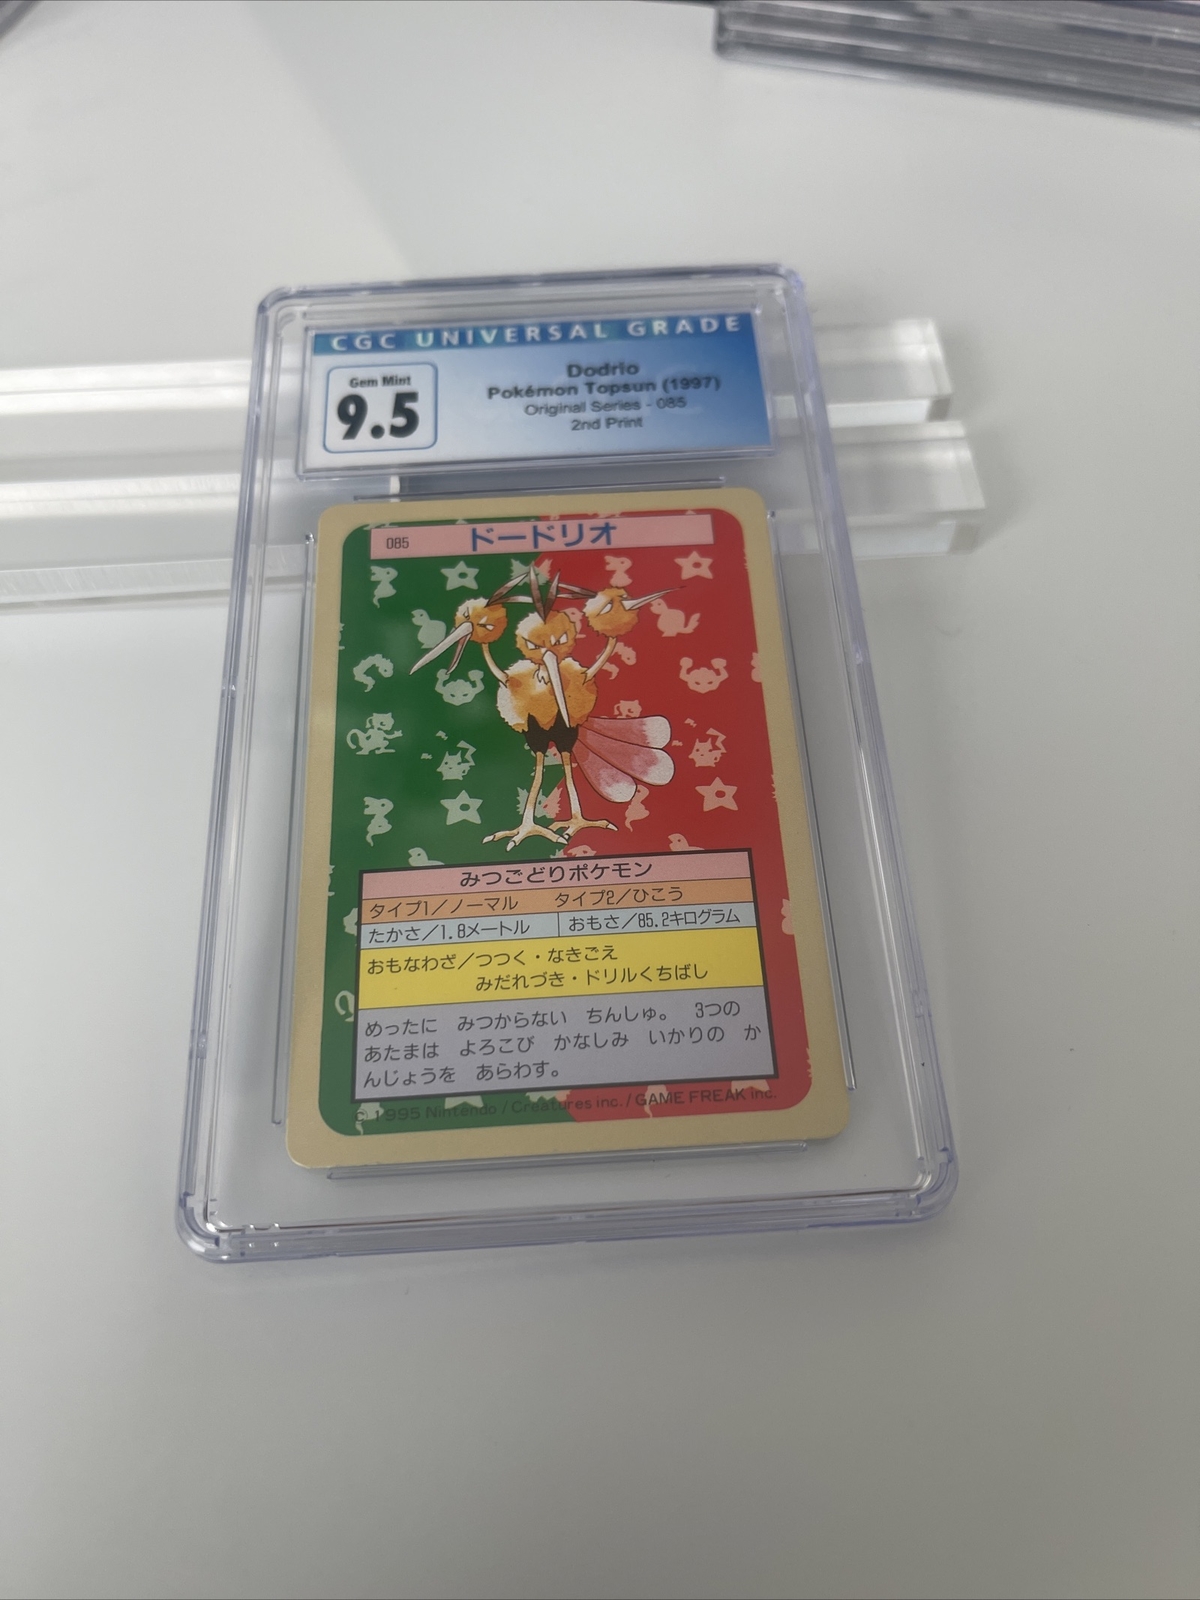 CGC UNIVERSAL GRADE
Gem Mint
9.5
Dodrio
Pokémon Topsun (1997)
Original Series - 085
2nd Print
085 ドードリオ
みつごどりポケモン
タイプ1/ノーマル タイプ2/ひこう
たかさ/1.8メートル おもさ/85.2キログラム
おもなわざ/つつく・なきごえ
みだれづき・ドリルくちばし
めったに みつからない ちんしゅ。 3つの
あたまは よろこび かなしみ いかりの か
んじょうを あらわす。
© 1995 Nintendo / Creatures inc. / GAME FREAK inc.